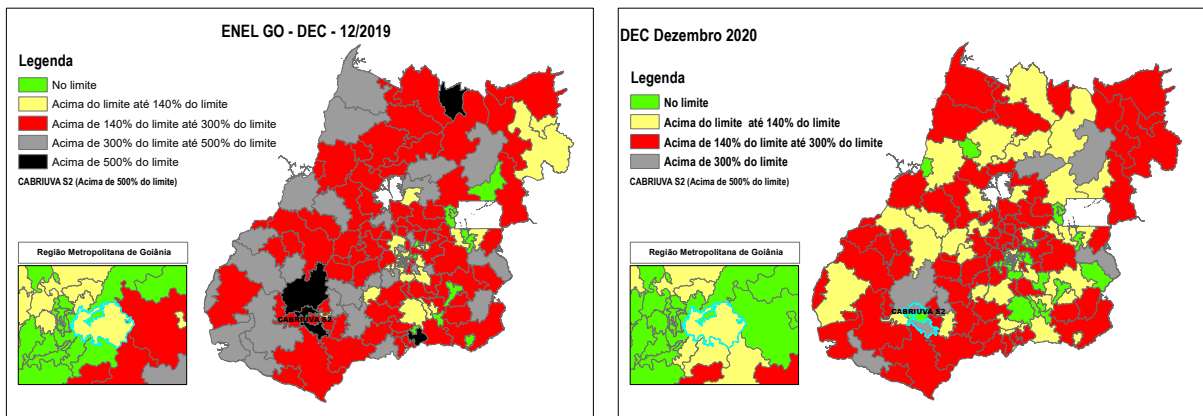 ENEL GO - DEC - 12/2019
Legenda
No limite
Acima do limite até 140% do limite
Acima de 140% do limite até 300% do limite
Acima de 300% do limite até 500% do limite
Acima de 500% do limite
CABRIUVA S2 (Acima de 500% do limite)
Região Metropolitana de Goiânia
CABRIUVA S2
DEC Dezembro 2020
Legenda
No limite
Acima do limite até 140% do limite
Acima de 140% do limite até 300% do limite
Acima de 300% do limite
CABRIUVA S2 (Acima de 500% do limite)
Região Metropolitana de Goiânia
CABRIUVA S2